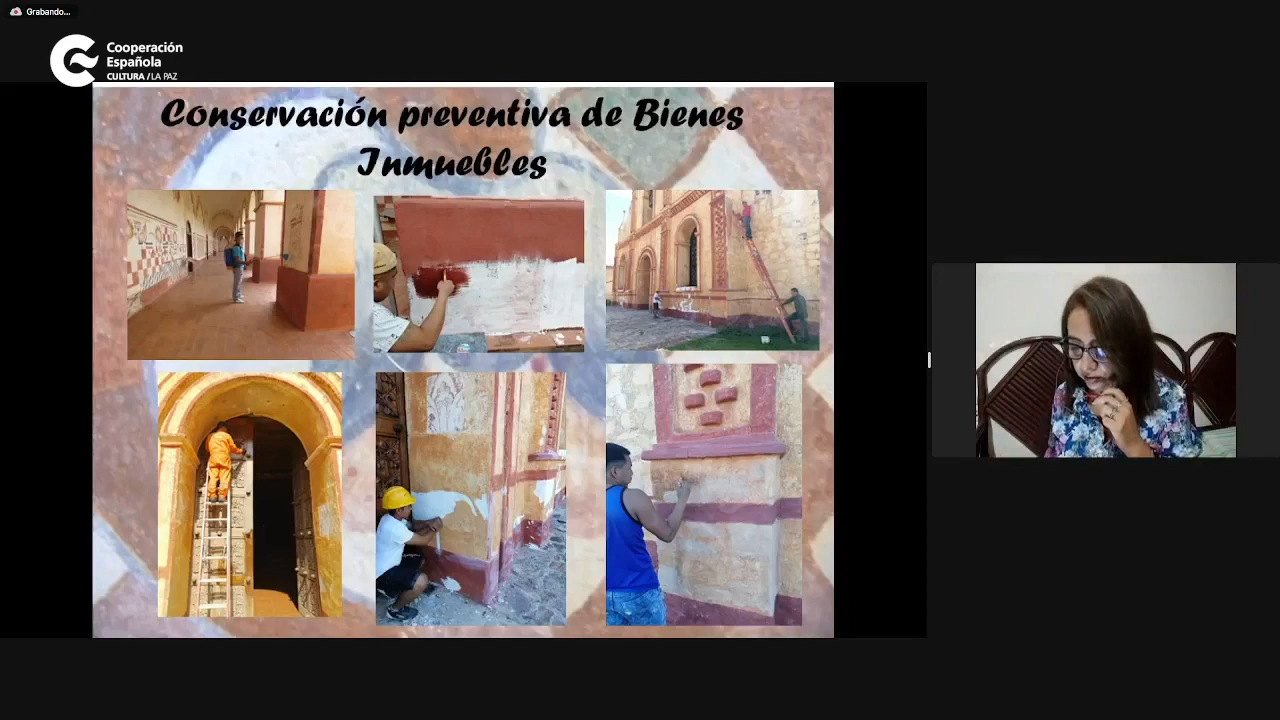 Grabando...
Cooperación
Española
CULTURA / LA PAZ
Conservación preventiva de Bienes
Inmuebles